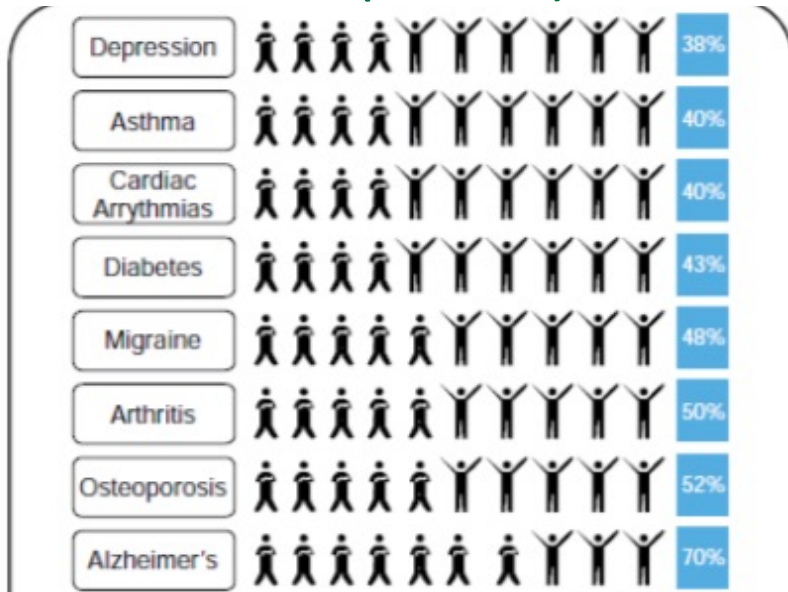 Depression 38%
Asthma 40%
Cardiac
Arrythmias 40%
Diabetes 43%
Migraine 48%
Arthritis 50%
Osteoporosis 52%
Alzheimer's 70%